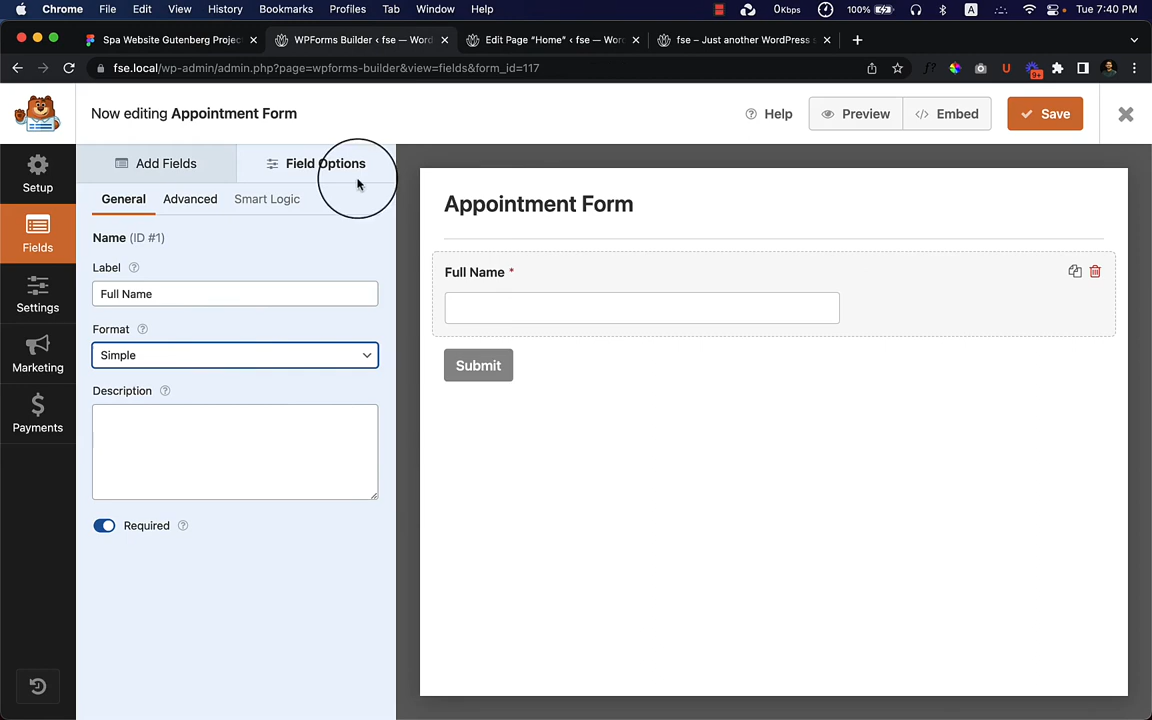 Chrome File Edit View History Bookmarks Profiles Tab Window Help 0Kbps 100% A Tue 7:40 PM
Spa Website Gutenberg Projec
WPForms Builder ‹ fse — Word
Edit Page “Home” ‹ fse — Wor
fse – Just another WordPress s
fse.local/wp-admin/admin.php?page=wpforms-builder&view=fields&form_id=117
f? U +9
Now editing Appointment Form
Help
Preview
Embed
Save
Setup
Fields
Settings
Marketing
Payments
Add Fields
Field Options
General Advanced Smart Logic
Name (ID #1)
Label
Full Name
Format
Simple
Description
Required
Appointment Form
Full Name *
Submit